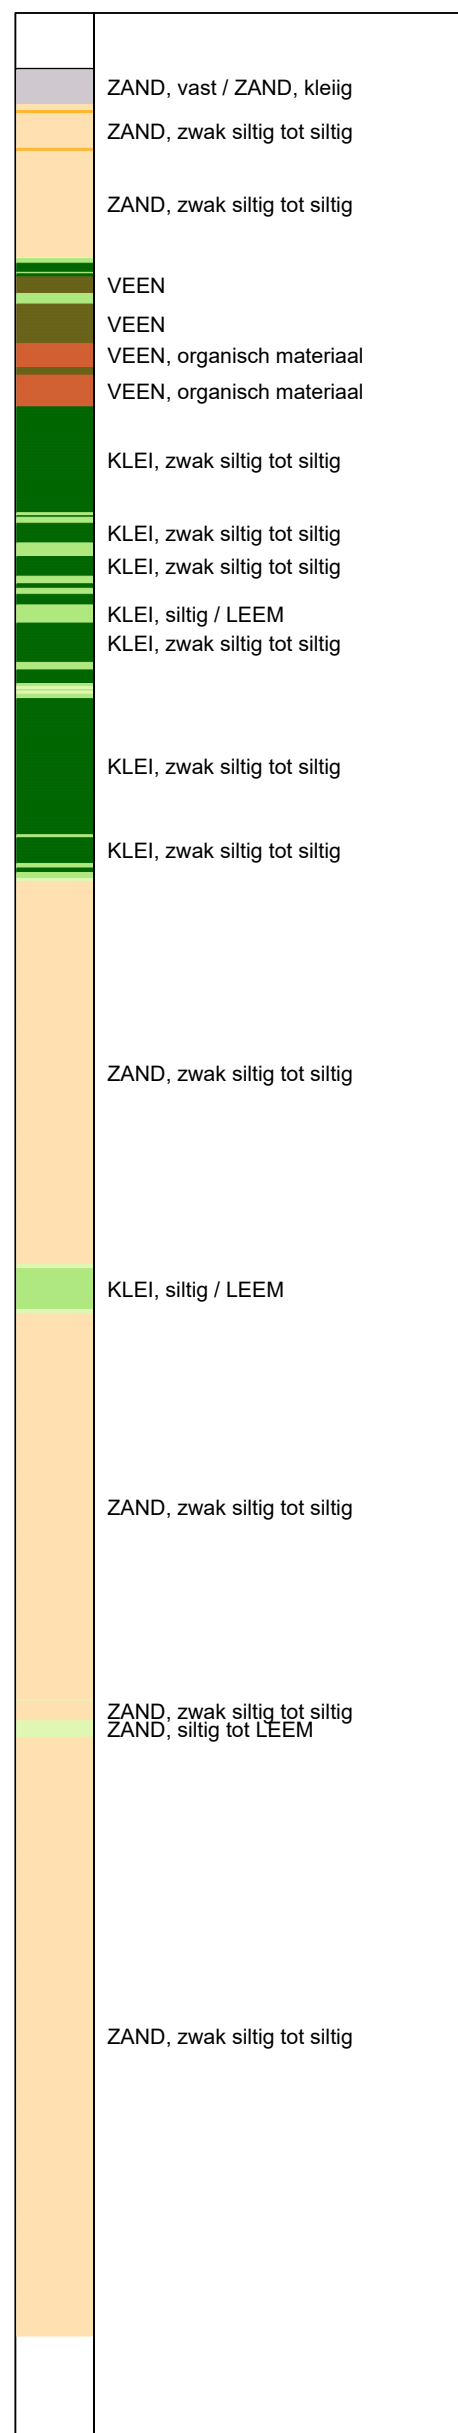 ZAND, vast / ZAND, kleiig
ZAND, zwak siltig tot siltig
ZAND, zwak siltig tot siltig
VEEN
VEEN
VEEN, organisch materiaal
VEEN, organisch materiaal
KLEI, zwak siltig tot siltig
KLEI, zwak siltig tot siltig
KLEI, zwak siltig tot siltig
KLEI, siltig / LEEM
KLEI, zwak siltig tot siltig
KLEI, zwak siltig tot siltig
KLEI, zwak siltig tot siltig
ZAND, zwak siltig tot siltig
KLEI, siltig / LEEM
ZAND, zwak siltig tot siltig
ZAND, zwak siltig tot siltig
ZAND, siltig tot LEEM
ZAND, zwak siltig tot siltig